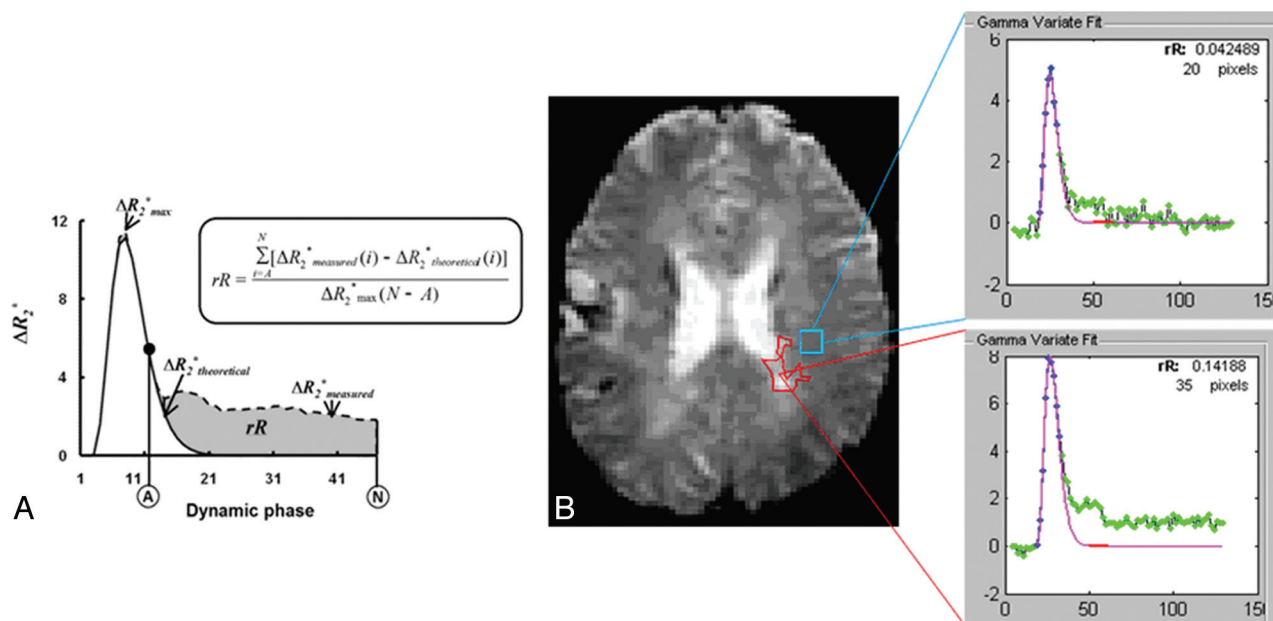 ΔR₂*max
12
8
4
0
ΔR₂*
rR = Σ(i=A to N) [ΔR₂*measured(i) - ΔR₂*theoretical(i)] / ΔR₂*max(N - A)
ΔR₂*theoretical
ΔR₂*measured
rR
1 11 21 31 41
A N
Dynamic phase
A
B
Gamma Variate Fit
rR: 0.042489
20 pixels
6
4
2
0
-2
0 50 100 150
Gamma Variate Fit
rR: 0.14188
35 pixels
8
6
4
2
0
-2
0 50 100 150